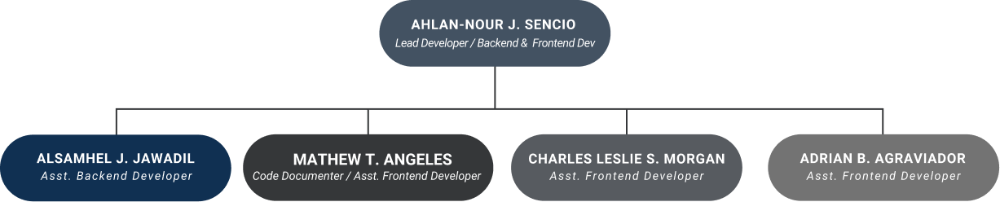 AHLAN-NOUR J. SENCIO
Lead Developer / Backend & Frontend Dev
ALSAMHEL J. JAWADIL
Asst. Backend Developer
MATHEW T. ANGELES
Code Documenter / Asst. Frontend Developer
CHARLES LESLIE S. MORGAN
Asst. Frontend Developer
ADRIAN B. AGRAVIADOR
Asst. Frontend Developer